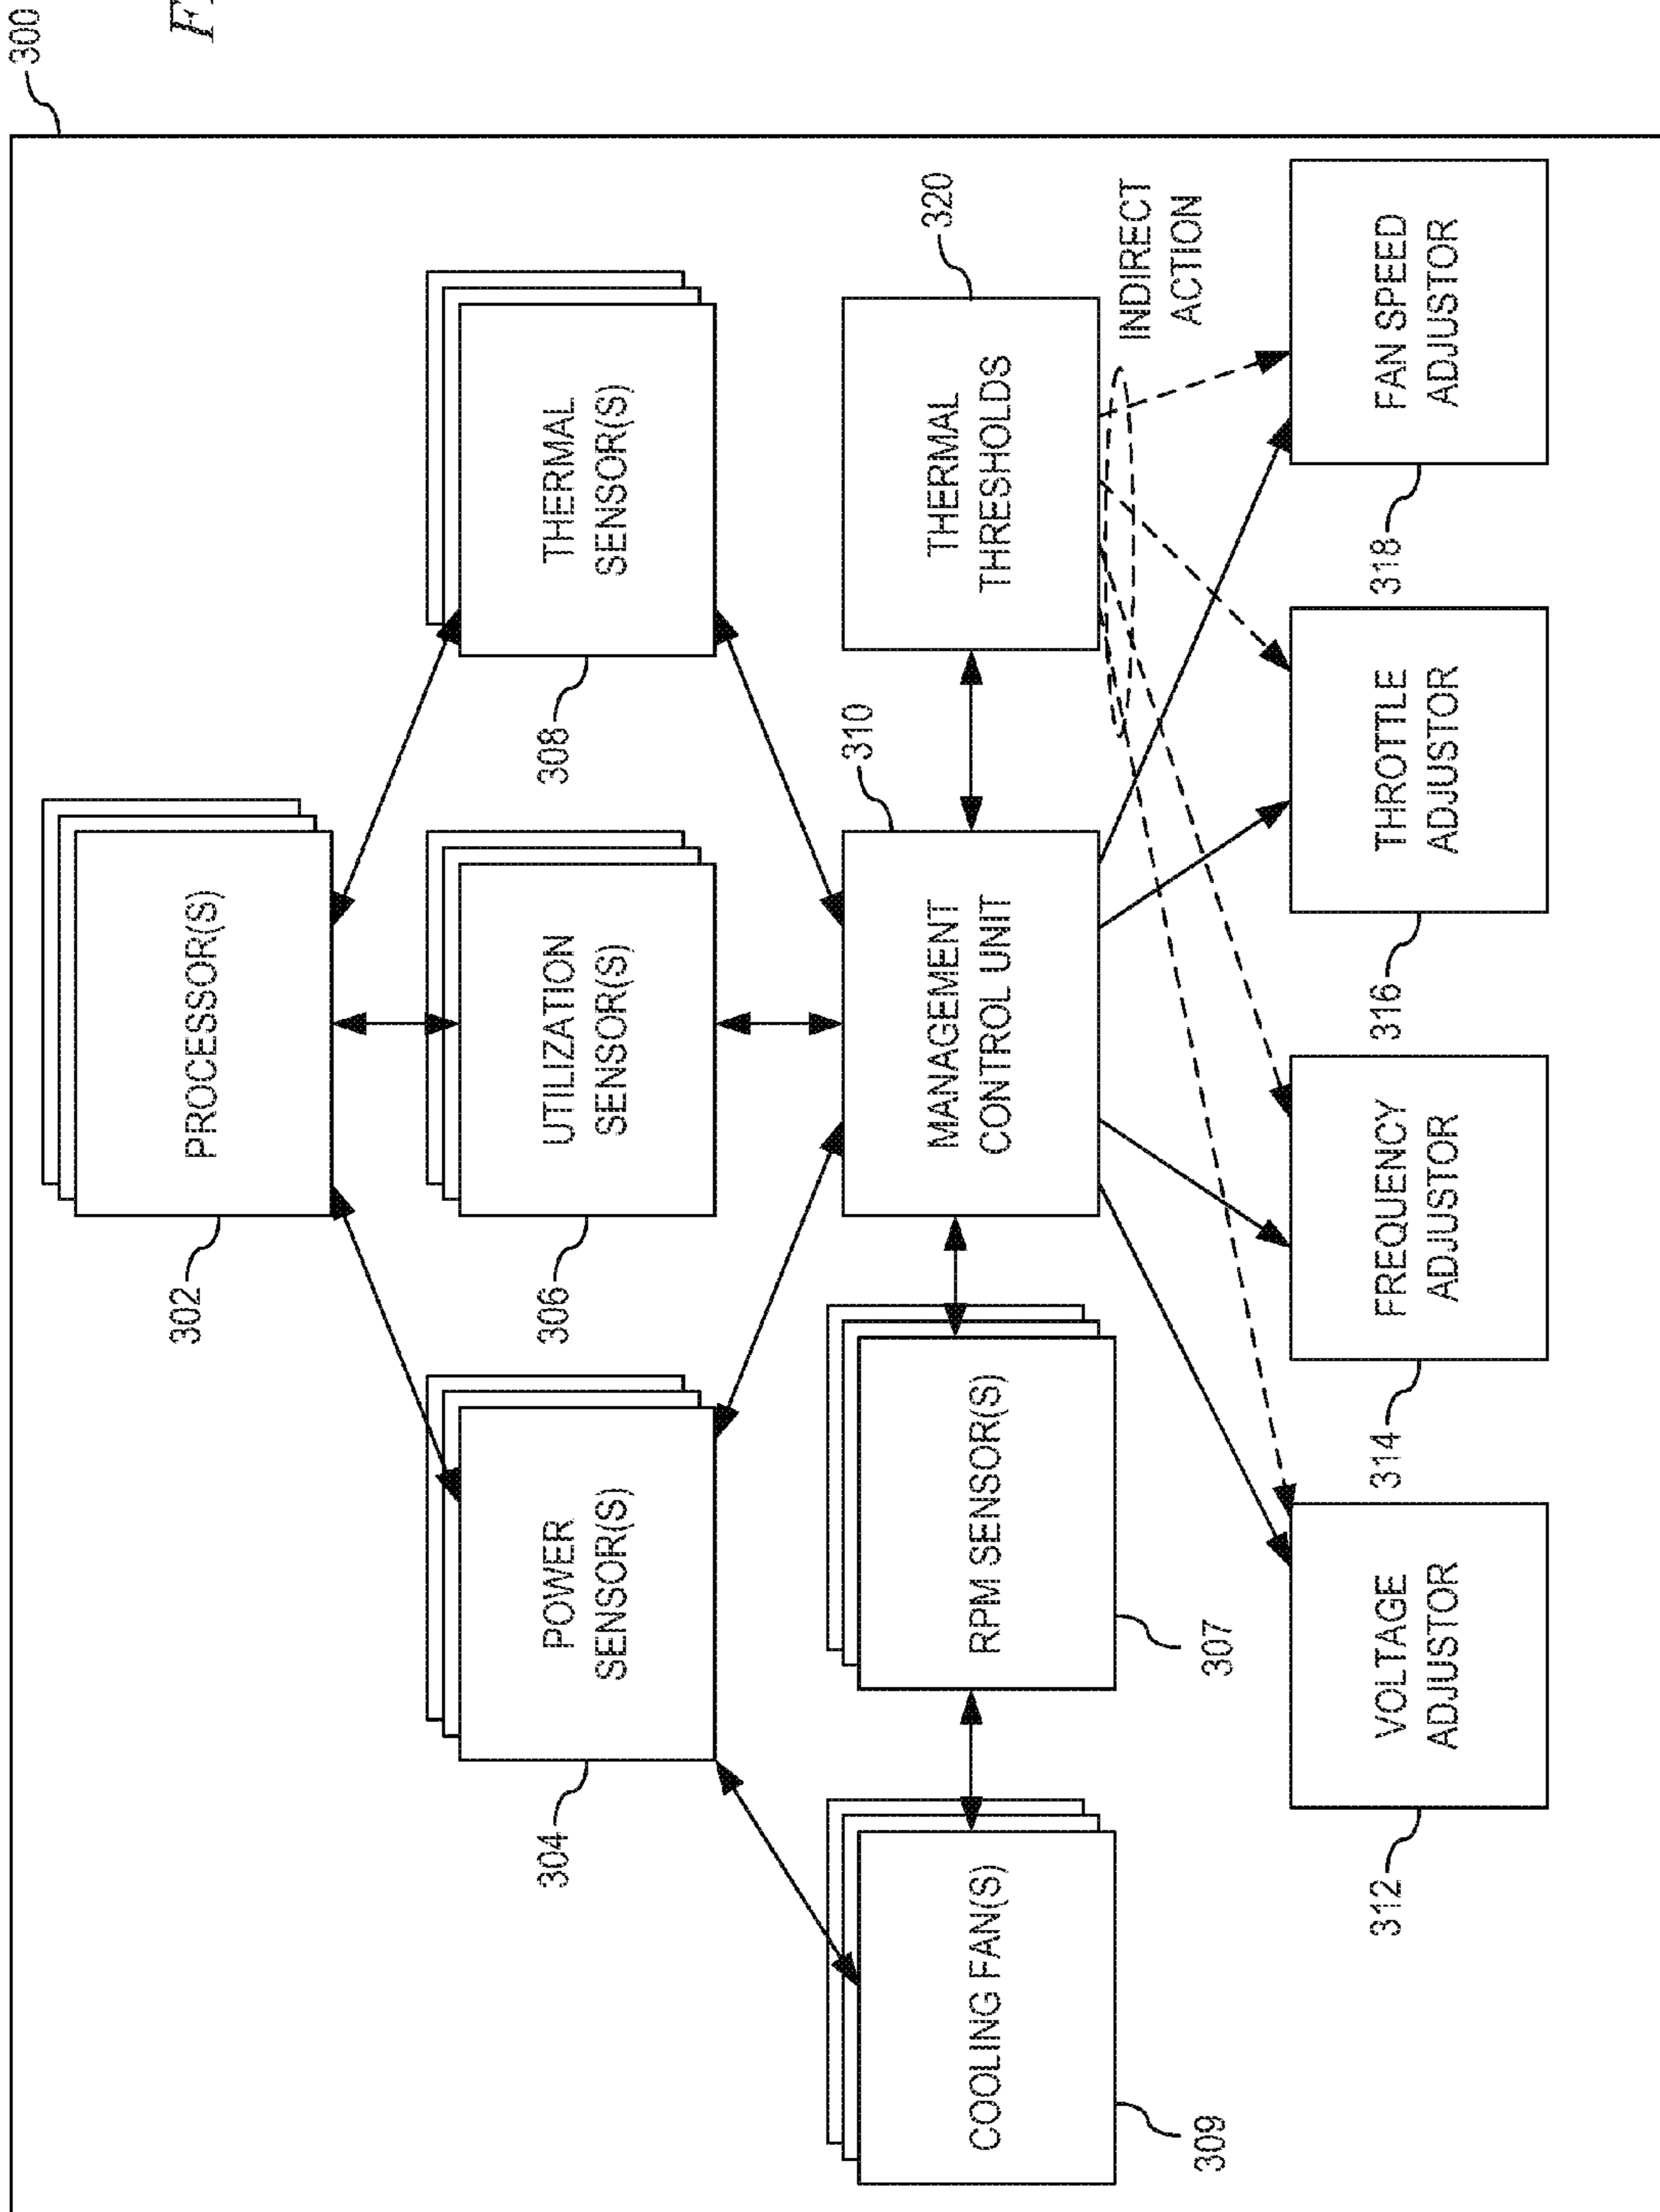 300
302
PROCESSOR(S)
304
POWER
SENSOR(S)
306
UTILIZATION
SENSOR(S)
308
THERMAL
SENSOR(S)
309
COOLING FAN(S)
307
RPM SENSOR(S)
310
MANAGEMENT
CONTROL UNIT
320
THERMAL
THRESHOLDS
INDIRECT
ACTION
312
VOLTAGE
ADJUSTOR
314
FREQUENCY
ADJUSTOR
316
THROTTLE
ADJUSTOR
318
FAN SPEED
ADJUSTOR